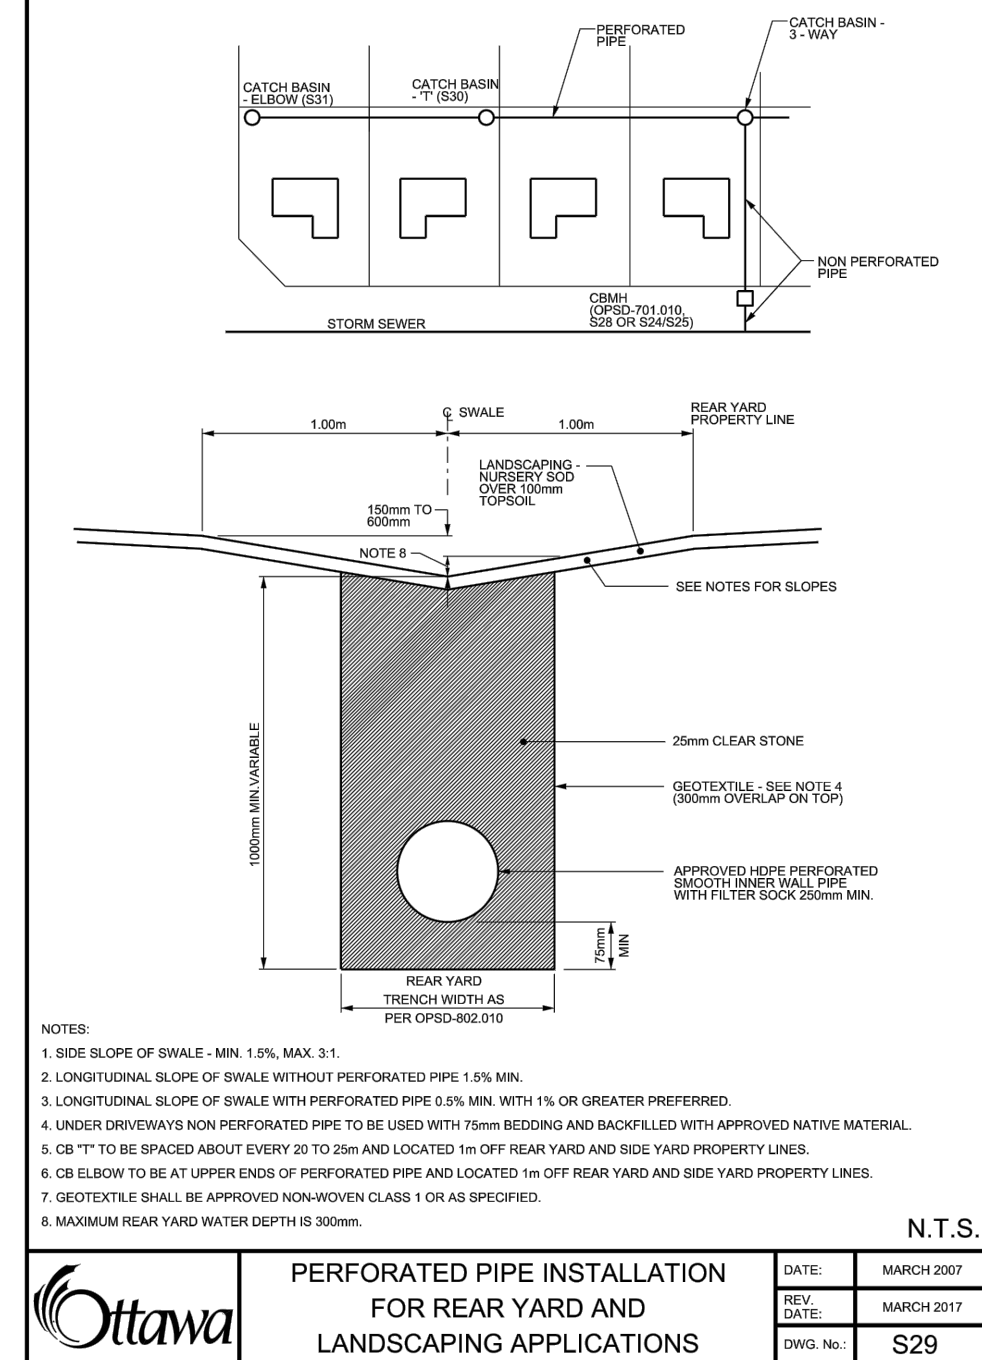 PERFORATED
PIPE
CATCH BASIN -
3 - WAY
CATCH BASIN
- ELBOW (S31)
CATCH BASIN
- 'T' (S30)
NON PERFORATED
PIPE
CBMH
(OPSD-701.010,
S28 OR S24/S25)
STORM SEWER
℄ SWALE
REAR YARD
PROPERTY LINE
1.00m
1.00m
LANDSCAPING -
NURSERY SOD
OVER 100mm
TOPSOIL
150mm TO
600mm
NOTE 8
SEE NOTES FOR SLOPES
1000mm MIN.VARIABLE
25mm CLEAR STONE
GEOTEXTILE - SEE NOTE 4
(300mm OVERLAP ON TOP)
APPROVED HDPE PERFORATED
SMOOTH INNER WALL PIPE
WITH FILTER SOCK 250mm MIN.
75mm
MIN
REAR YARD
TRENCH WIDTH AS
PER OPSD-802.010
NOTES:
1. SIDE SLOPE OF SWALE - MIN. 1.5%, MAX. 3:1.
2. LONGITUDINAL SLOPE OF SWALE WITHOUT PERFORATED PIPE 1.5% MIN.
3. LONGITUDINAL SLOPE OF SWALE WITH PERFORATED PIPE 0.5% MIN. WITH 1% OR GREATER PREFERRED.
4. UNDER DRIVEWAYS NON PERFORATED PIPE TO BE USED WITH 75mm BEDDING AND BACKFILLED WITH APPROVED NATIVE MATERIAL.
5. CB "T" TO BE SPACED ABOUT EVERY 20 TO 25m AND LOCATED 1m OFF REAR YARD AND SIDE YARD PROPERTY LINES.
6. CB ELBOW TO BE AT UPPER ENDS OF PERFORATED PIPE AND LOCATED 1m OFF REAR YARD AND SIDE YARD PROPERTY LINES.
7. GEOTEXTILE SHALL BE APPROVED NON-WOVEN CLASS 1 OR AS SPECIFIED.
8. MAXIMUM REAR YARD WATER DEPTH IS 300mm.
N.T.S.
Ottawa
PERFORATED PIPE INSTALLATION
FOR REAR YARD AND
LANDSCAPING APPLICATIONS
DATE: MARCH 2007
REV.
DATE: MARCH 2017
DWG. No.: S29